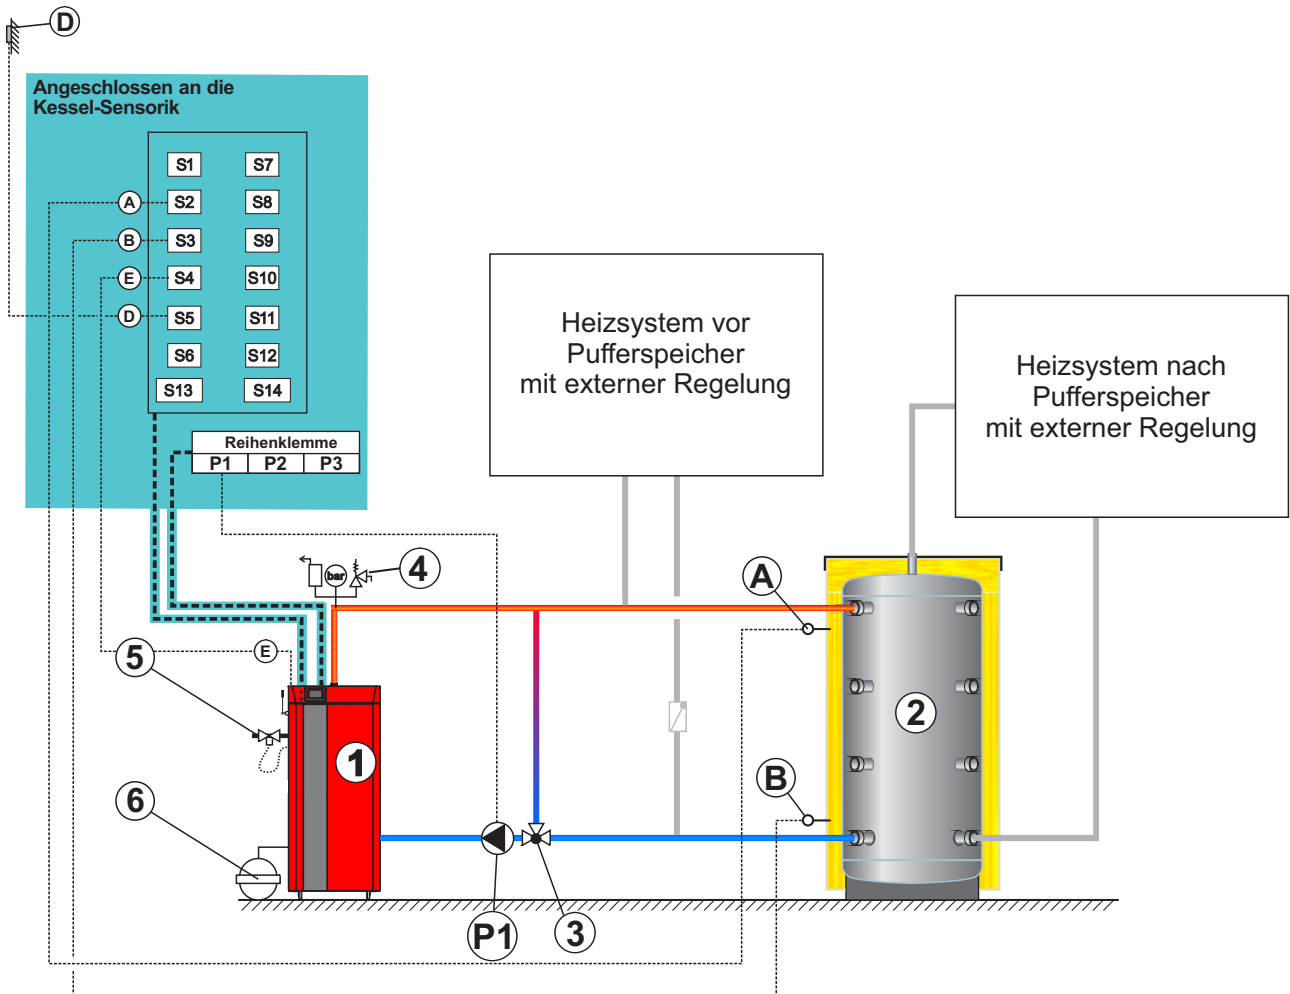 D
Angeschlossen an die
Kessel-Sensorik
S1 S7
A S2 S8
B S3 S9
E S4 S10
D S5 S11
S6 S12
S13 S14
Reihenklemme
P1 P2 P3
Heizsystem vor
Pufferspeicher
mit externer Regelung
Heizsystem nach
Pufferspeicher
mit externer Regelung
bar
4
A
E
5
1
2
B
6
P1
3